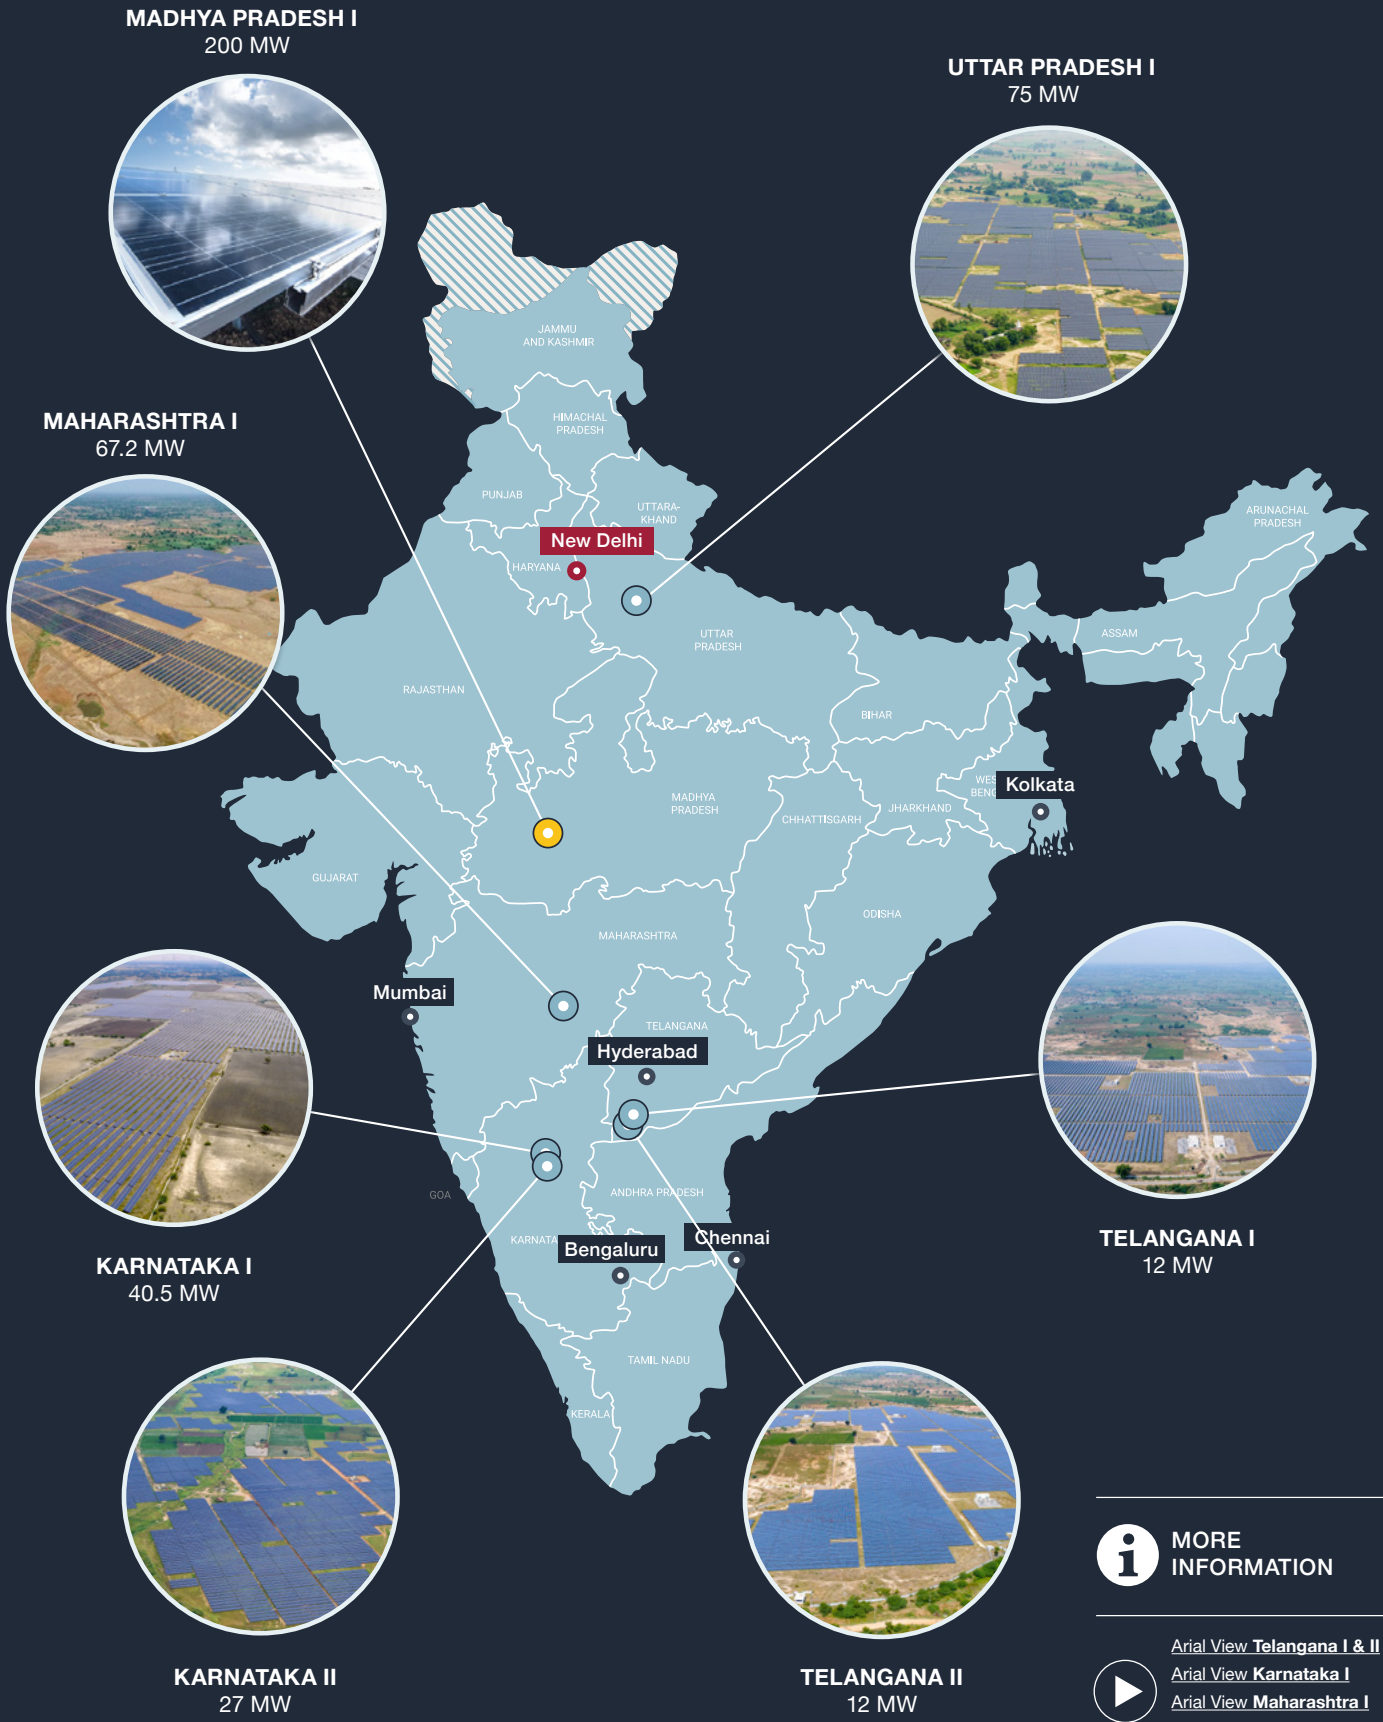 MADHYA PRADESH I
200 MW
UTTAR PRADESH I
75 MW
JAMMU
AND KASHMIR
HIMACHAL
PRADESH
MAHARASHTRA I
67.2 MW
PUNJAB
UTTARA-
KHAND
ARUNACHAL
PRADESH
New Delhi
HARYANA
UTTAR
PRADESH
ASSAM
RAJASTHAN
BIHAR
Kolkata
WES
BENG
MADHYA
PRADESH
CHHATTISGARH
JHARKHAND
GUJARAT
ODISHA
MAHARASHTRA
Mumbai
TELANGANA
Hyderabad
GOA
ANDHRA PRADESH
KARNATA
Bengaluru
Chennai
KARNATAKA I
40.5 MW
TELANGANA I
12 MW
TAMIL NADU
KERALA
KARNATAKA II
27 MW
TELANGANA II
12 MW
i
MORE
INFORMATION
Arial View Telangana I & II
Arial View Karnataka I
Arial View Maharashtra I